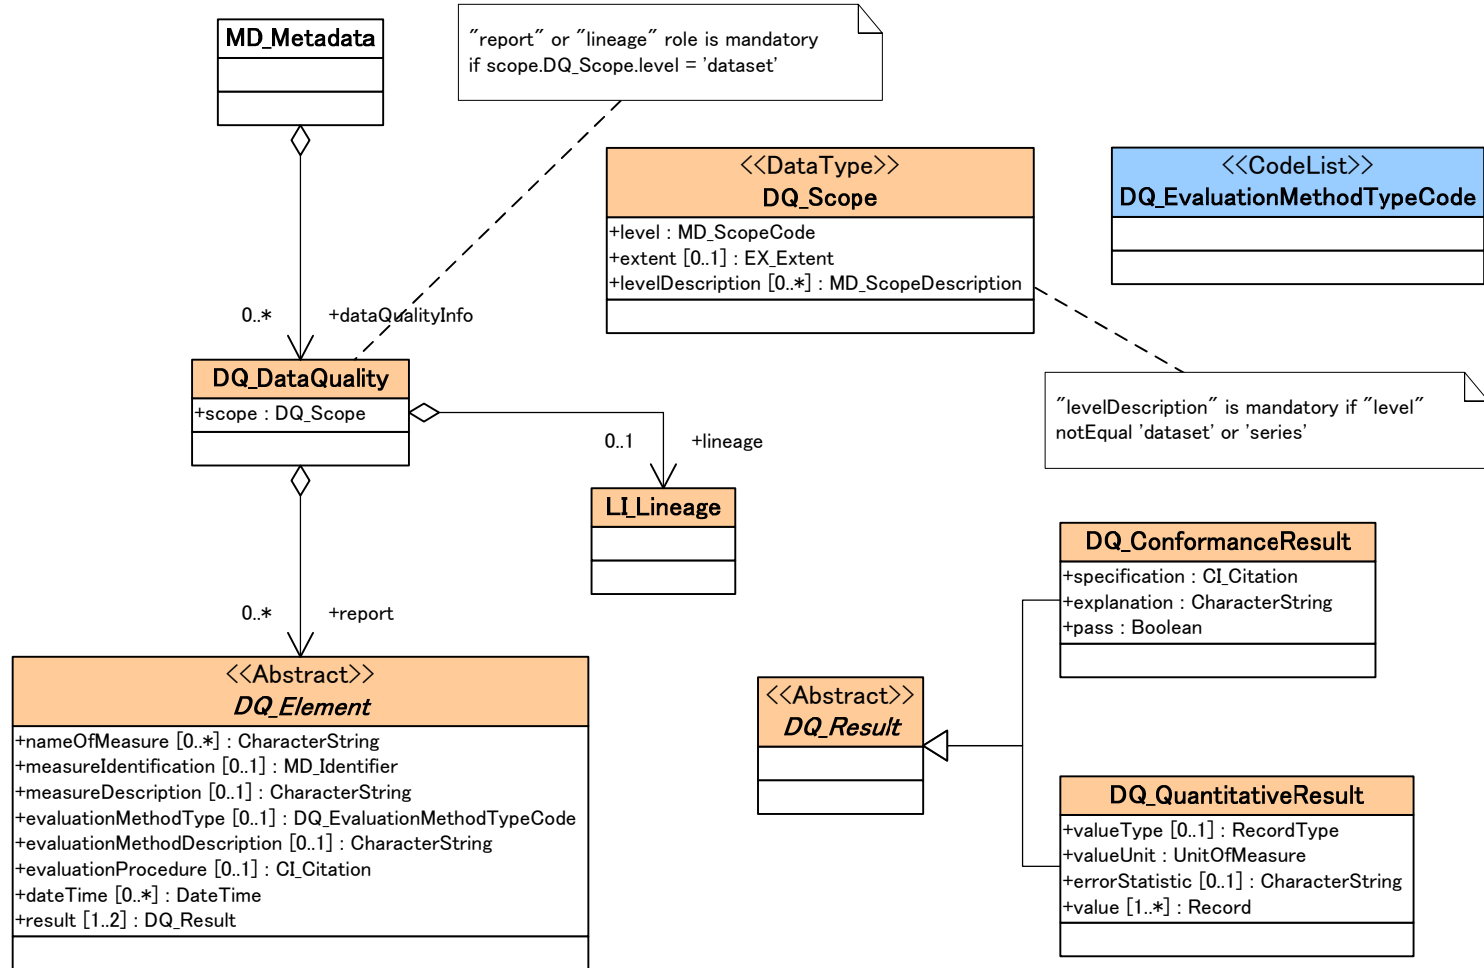 MD_Metadata
"report" or "lineage" role is mandatory
if scope.DQ_Scope.level = 'dataset'
<<DataType>>
DQ_Scope
+level : MD_ScopeCode
+extent [0..1] : EX_Extent
+levelDescription [0..*] : MD_ScopeDescription
<<CodeList>>
DQ_EvaluationMethodTypeCode
0..*
+dataQualityInfo
DQ_DataQuality
+scope : DQ_Scope
"levelDescription" is mandatory if "level"
notEqual 'dataset' or 'series'
0..1
+lineage
LI_Lineage
0..*
+report
<<Abstract>>
DQ_Element
+nameOfMeasure [0..*] : CharacterString
+measureIdentification [0..1] : MD_Identifier
+measureDescription [0..1] : CharacterString
+evaluationMethodType [0..1] : DQ_EvaluationMethodTypeCode
+evaluationMethodDescription [0..1] : CharacterString
+evaluationProcedure [0..1] : CI_Citation
+dateTime [0..*] : DateTime
+result [1..2] : DQ_Result
<<Abstract>>
DQ_Result
DQ_ConformanceResult
+specification : CI_Citation
+explanation : CharacterString
+pass : Boolean
DQ_QuantitativeResult
+valueType [0..1] : RecordType
+valueUnit : UnitOfMeasure
+errorStatistic [0..1] : CharacterString
+value [1..*] : Record